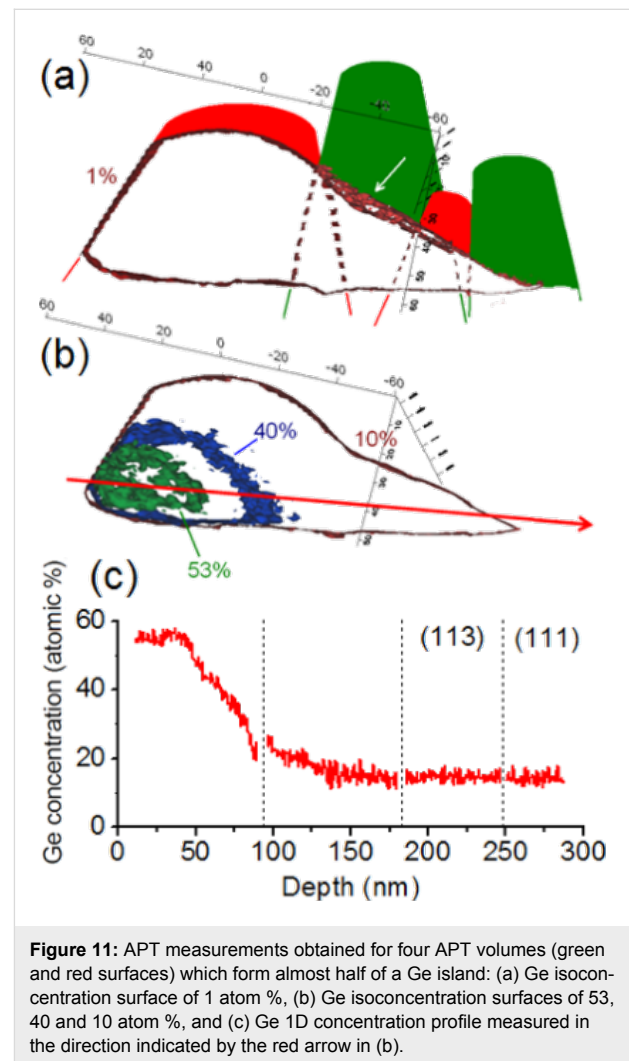 (a)
60
40
20
0
-20
-40
-60
1%
(b)
60
40
20
0
-20
-40
-60
40%
10%
53%
(c)
Ge concentration (atomic %)
60
40
20
0
(113)
(111)
0 50 100 150 200 250 300
Depth (nm)
Figure 11: APT measurements obtained for four APT volumes (green
and red surfaces) which form almost half of a Ge island: (a) Ge isocon-
centration surface of 1 atom %, (b) Ge isoconcentration surfaces of 53,
40 and 10 atom %, and (c) Ge 1D concentration profile measured in
the direction indicated by the red arrow in (b).